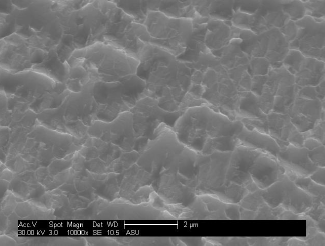 Acc.V Spot Magn Det WD 2 µm
30.00 kV 3.0 10000x SE 10.5 ASU